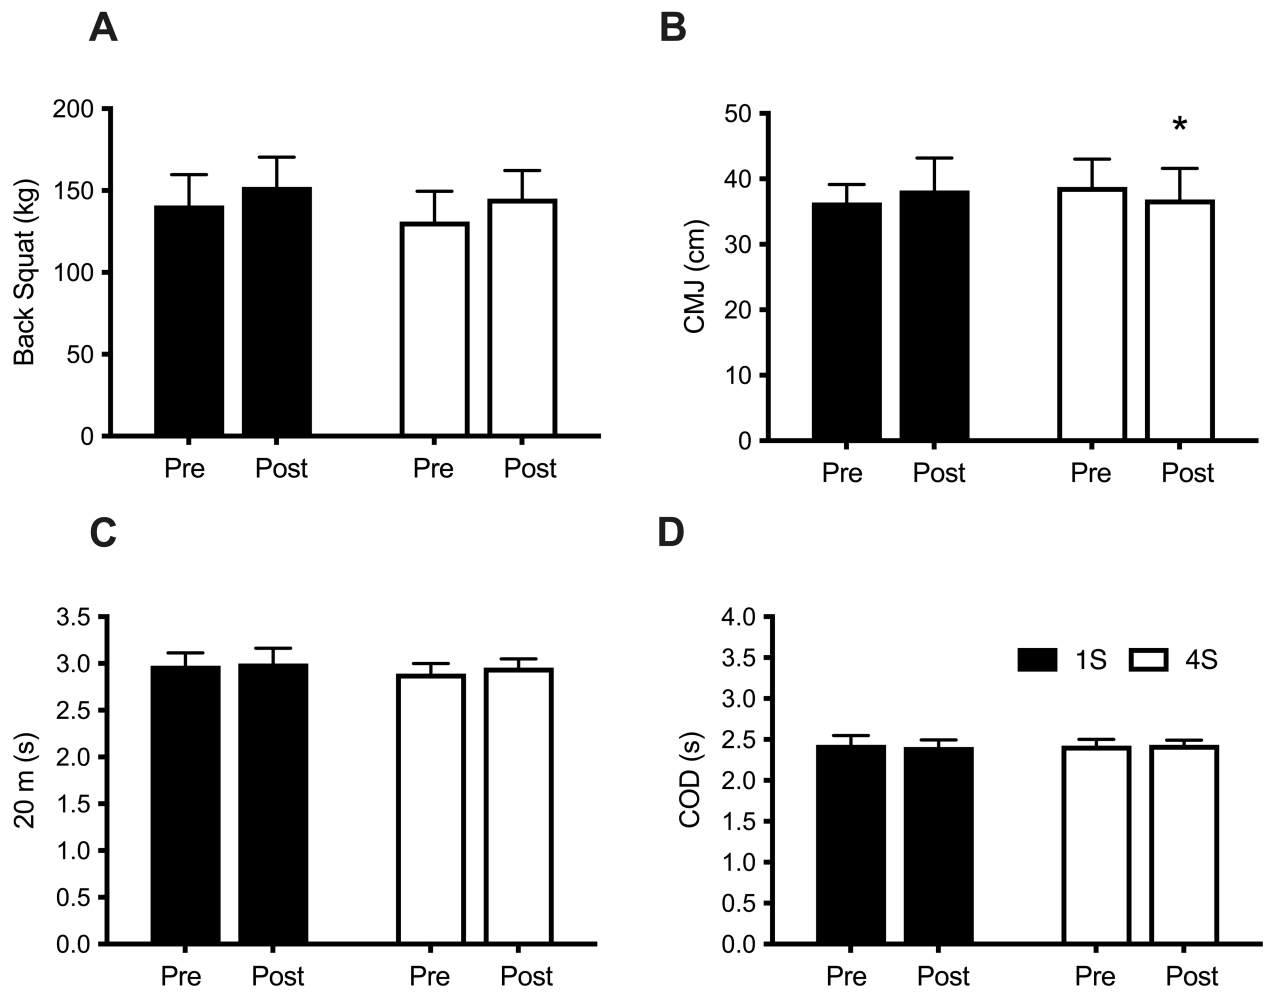 A
200
150
100
50
0
Back Squat (kg)
Pre Post Pre Post
B
50
40
30
20
10
0
CMJ (cm)
*
Pre Post Pre Post
C
3.5
3.0
2.5
2.0
1.5
1.0
0.5
0.0
20 m (s)
Pre Post Pre Post
D
4.0
3.5
3.0
2.5
2.0
1.5
1.0
0.5
0.0
COD (s)
1S 4S
Pre Post Pre Post